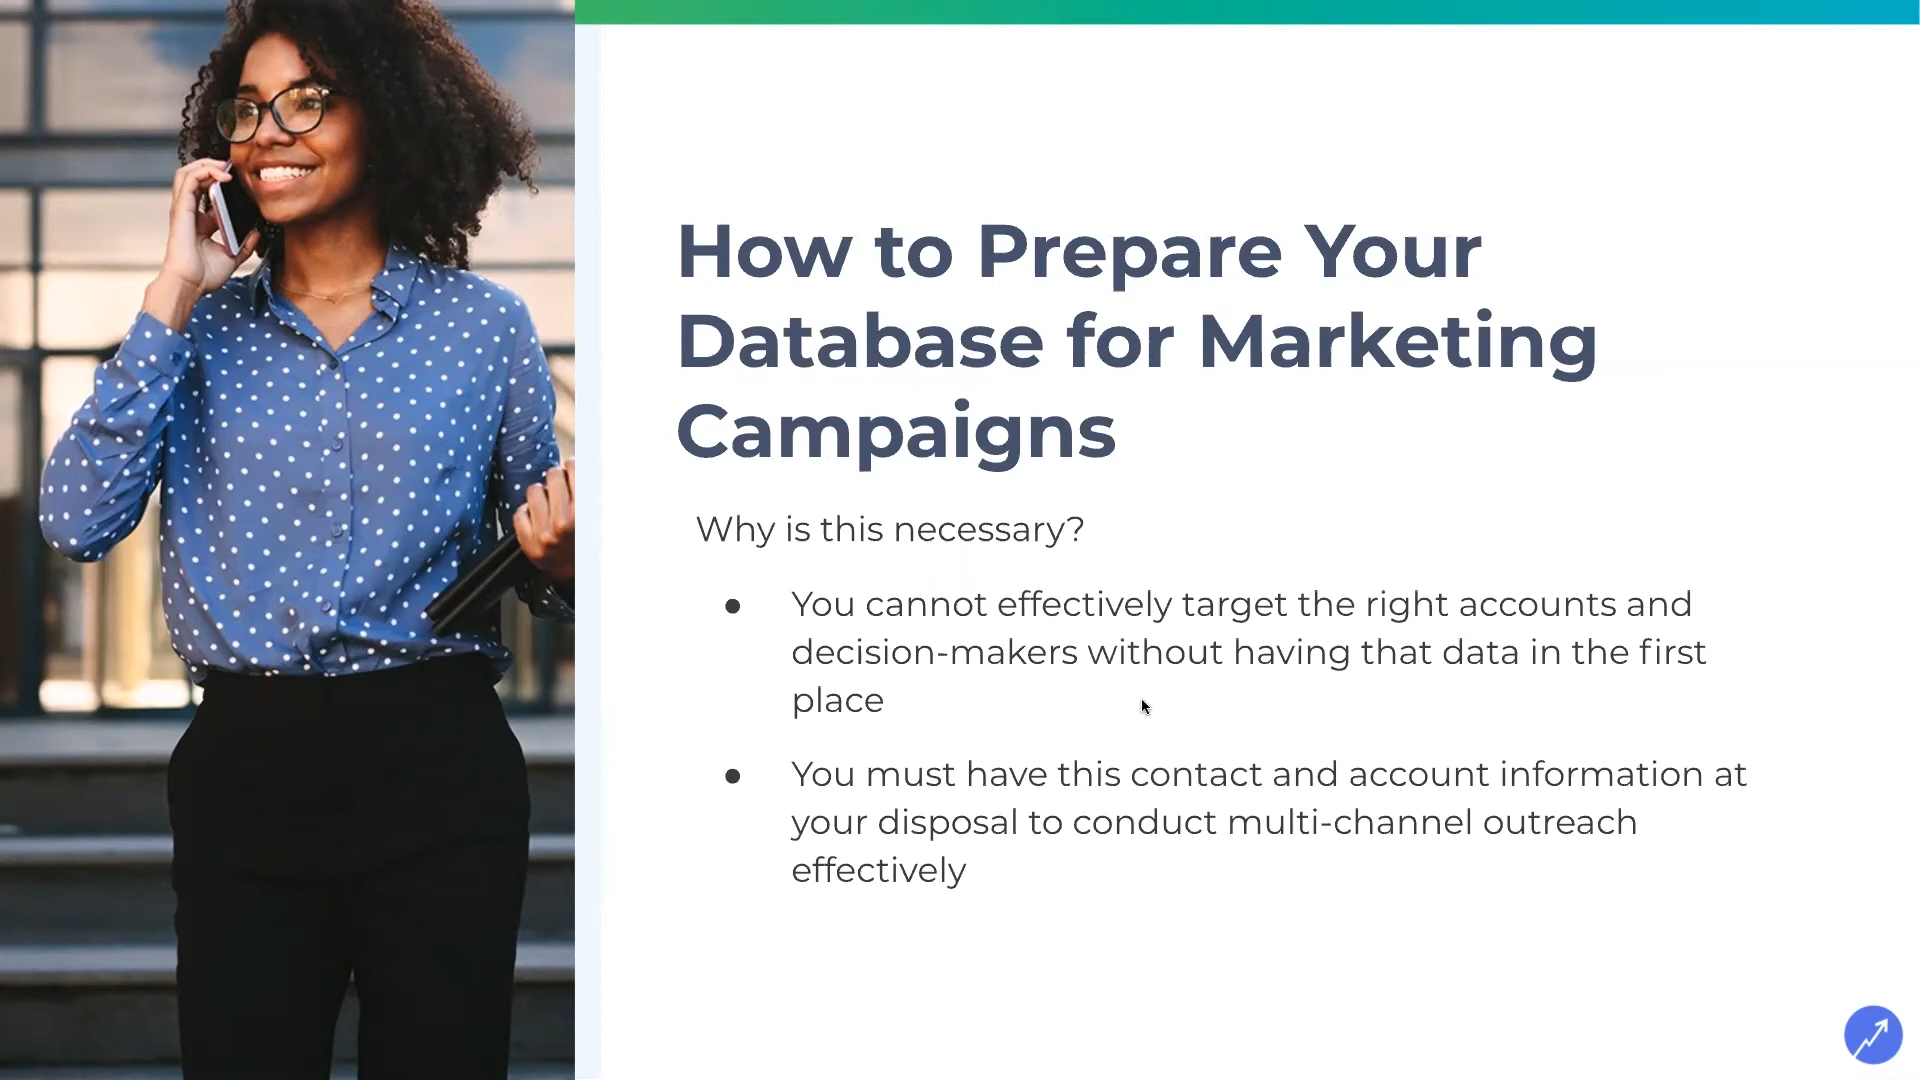 How to Prepare Your
Database for Marketing
Campaigns
Why is this necessary?
● You cannot effectively target the right accounts and
decision-makers without having that data in the first
place
● You must have this contact and account information at
your disposal to conduct multi-channel outreach
effectively